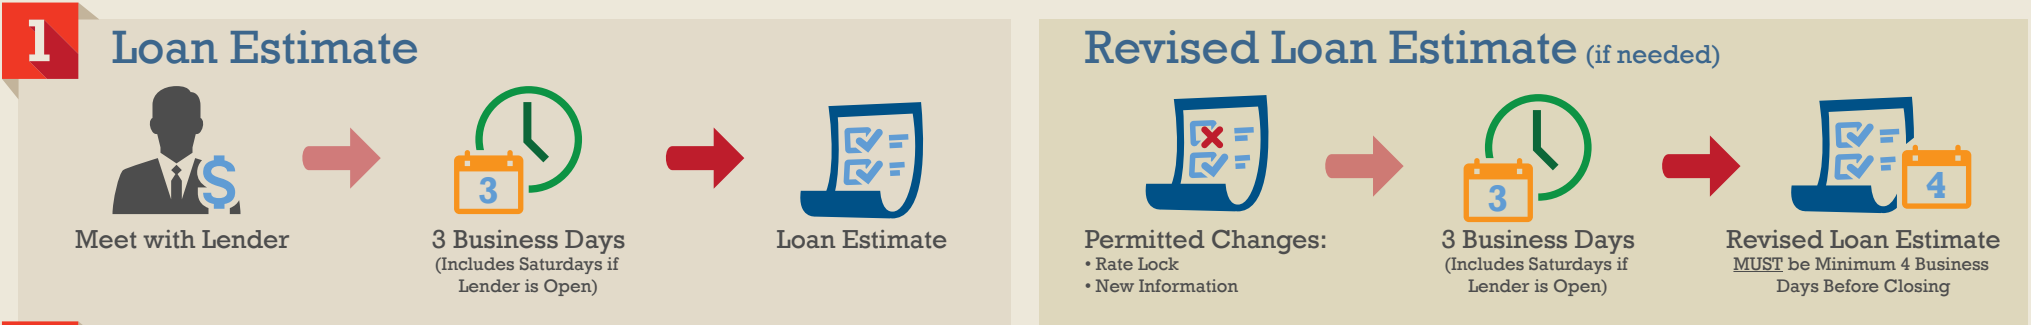 1
Loan Estimate
$
3
Meet with Lender
3 Business Days
(Includes Saturdays if
Lender is Open)
Loan Estimate
Revised Loan Estimate (if needed)
3
4
Permitted Changes:
• Rate Lock
• New Information
3 Business Days
(Includes Saturdays if
Lender is Open)
Revised Loan Estimate
MUST be Minimum 4 Business
Days Before Closing